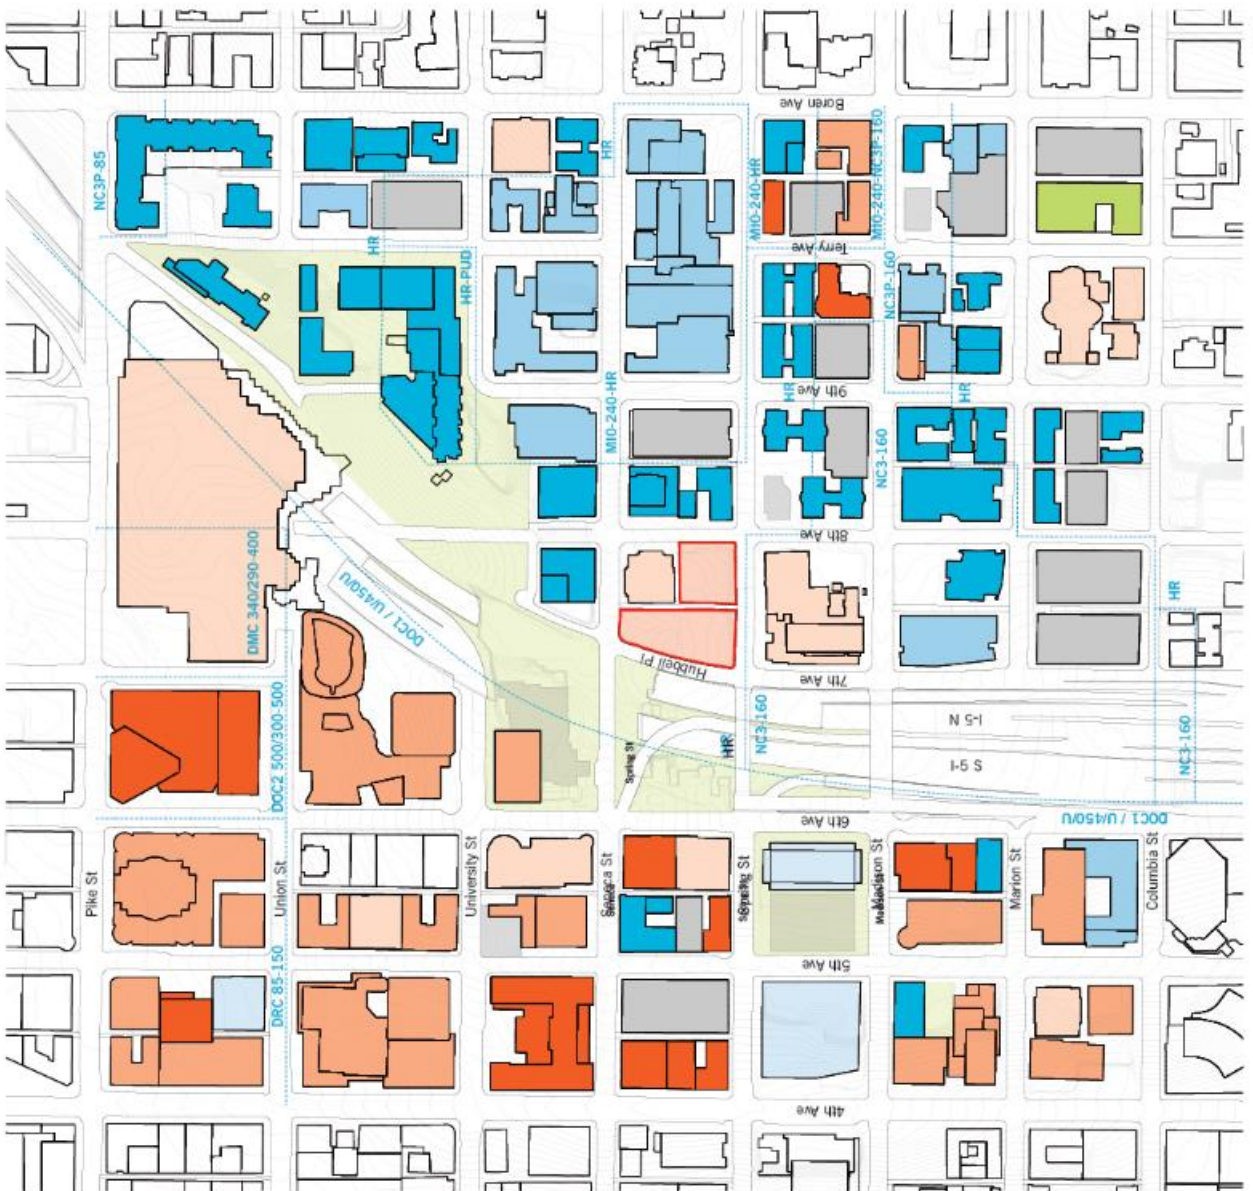 Boren Ave
NC3P-85
HR
MIO-240-HR
MIO-240-NC3P-160
Terry Ave
HR
HR-PUD
NC3P-160
9th Ave
HR
HR
MIO-240-HR
NC3-160
8th Ave
DMC 340/290-400
DOC1 / U/450/U
HR
Hubbell Pl
7th Ave
DOC2 500/300-500
I-5 N
NC3-160
HR
Spring St
I-5 S
NC3-160
6th Ave
DOC1 / U/450/U
Pike St
Union St
University St
Seneca St
Spring St
Madison St
Marion St
Columbia St
5th Ave
DRC 85-150
4th Ave